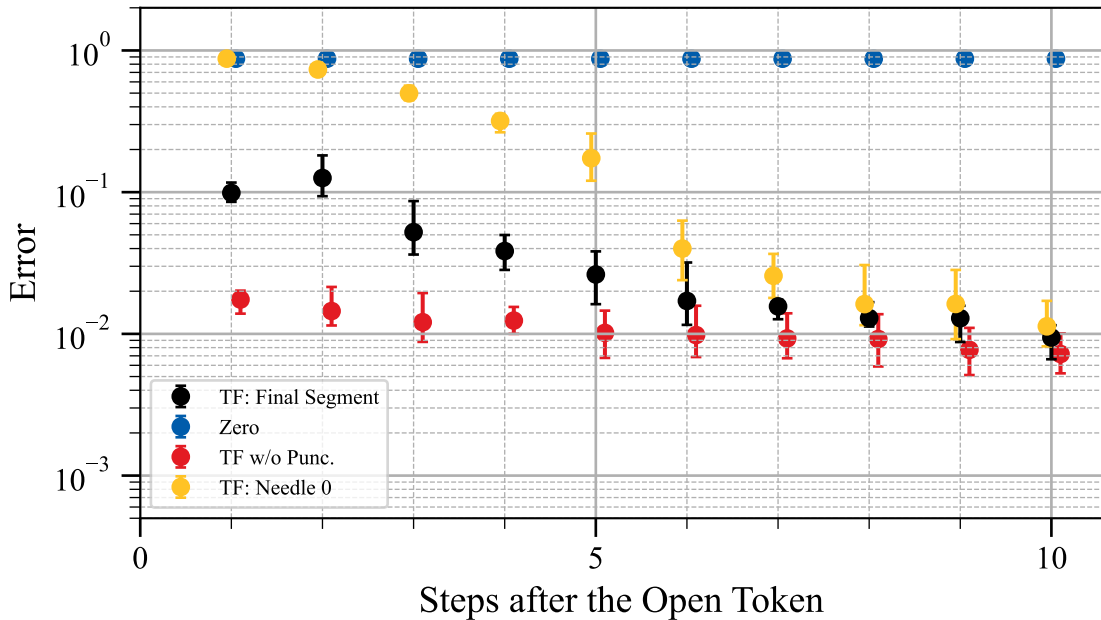 10⁰
10⁻¹
10⁻²
10⁻³
Error
TF: Final Segment
Zero
TF w/o Punc.
TF: Needle 0
0 5 10
Steps after the Open Token